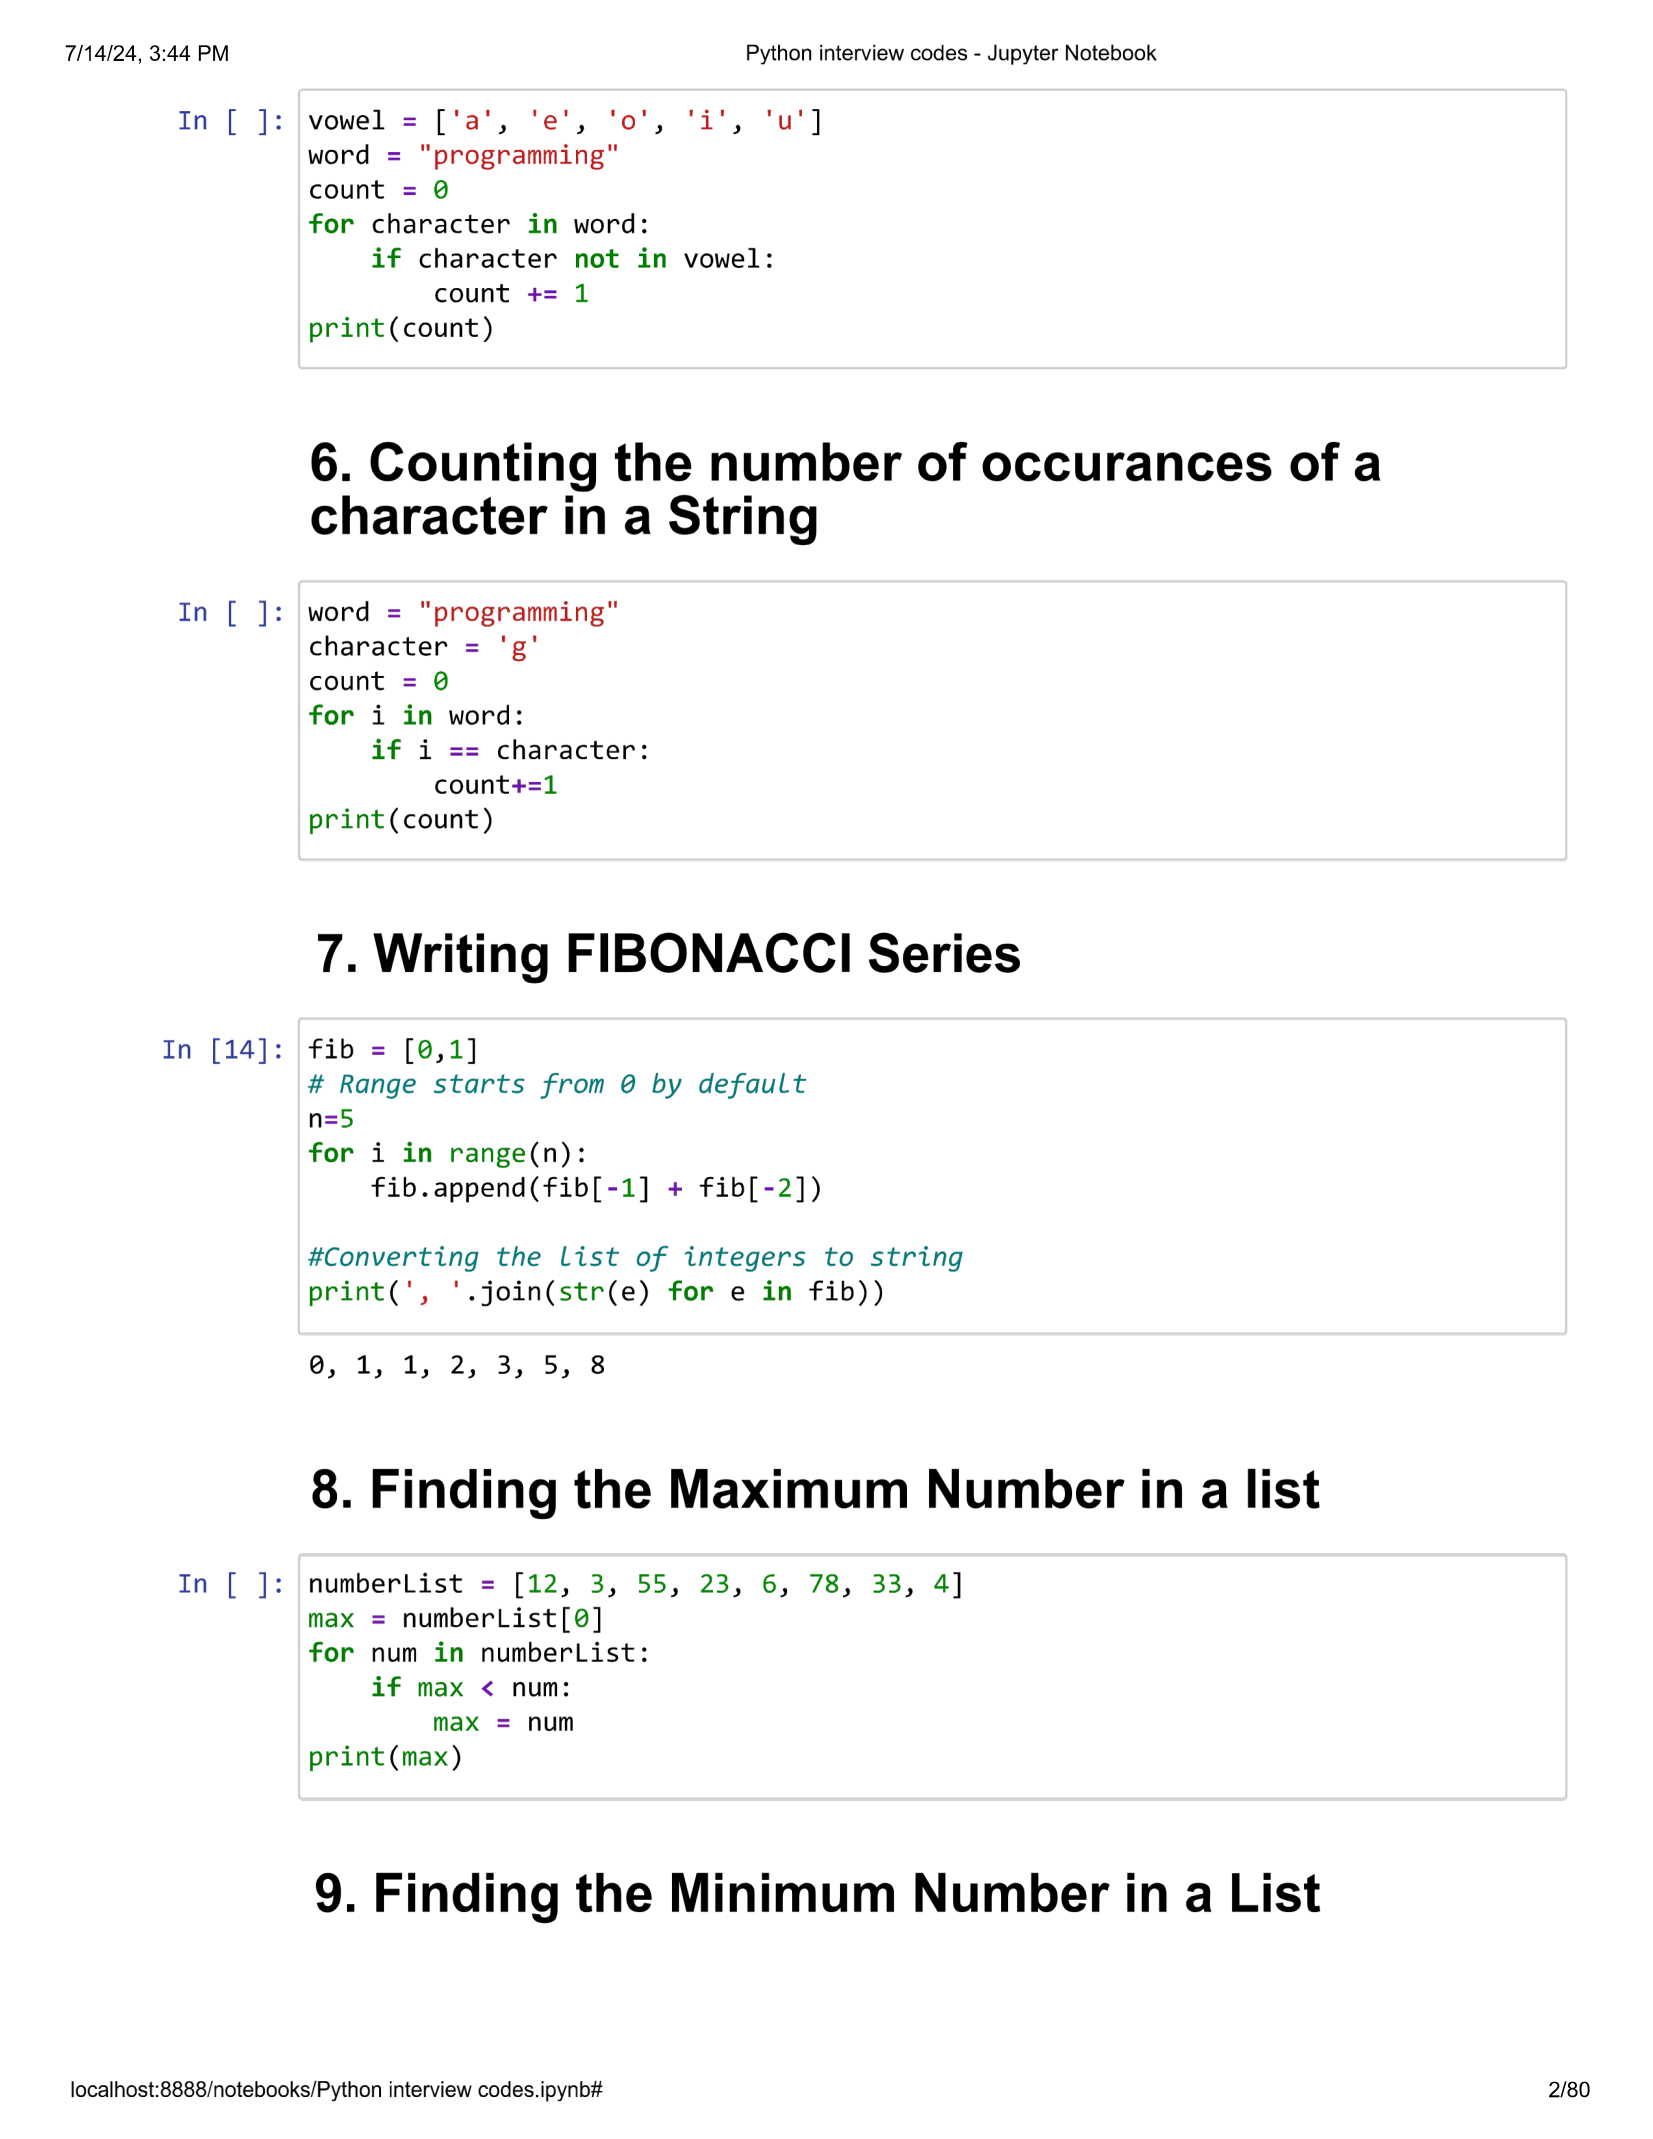 7/14/24, 3:44 PM Python interview codes - Jupyter Notebook
In [ ]: vowel = ['a', 'e', 'o', 'i', 'u']
word = "programming"
count = 0
for character in word:
    if character not in vowel:
        count += 1
print(count)
6. Counting the number of occurances of a
character in a String
In [ ]: word = "programming"
character = 'g'
count = 0
for i in word:
    if i == character:
        count+=1
print(count)
7. Writing FIBONACCI Series
In [14]: fib = [0,1]
# Range starts from 0 by default
n=5
for i in range(n):
    fib.append(fib[-1] + fib[-2])
#Converting the list of integers to string
print(', '.join(str(e) for e in fib))
0, 1, 1, 2, 3, 5, 8
8. Finding the Maximum Number in a list
In [ ]: numberList = [12, 3, 55, 23, 6, 78, 33, 4]
max = numberList[0]
for num in numberList:
    if max < num:
        max = num
print(max)
9. Finding the Minimum Number in a List
localhost:8888/notebooks/Python interview codes.ipynb# 2/80